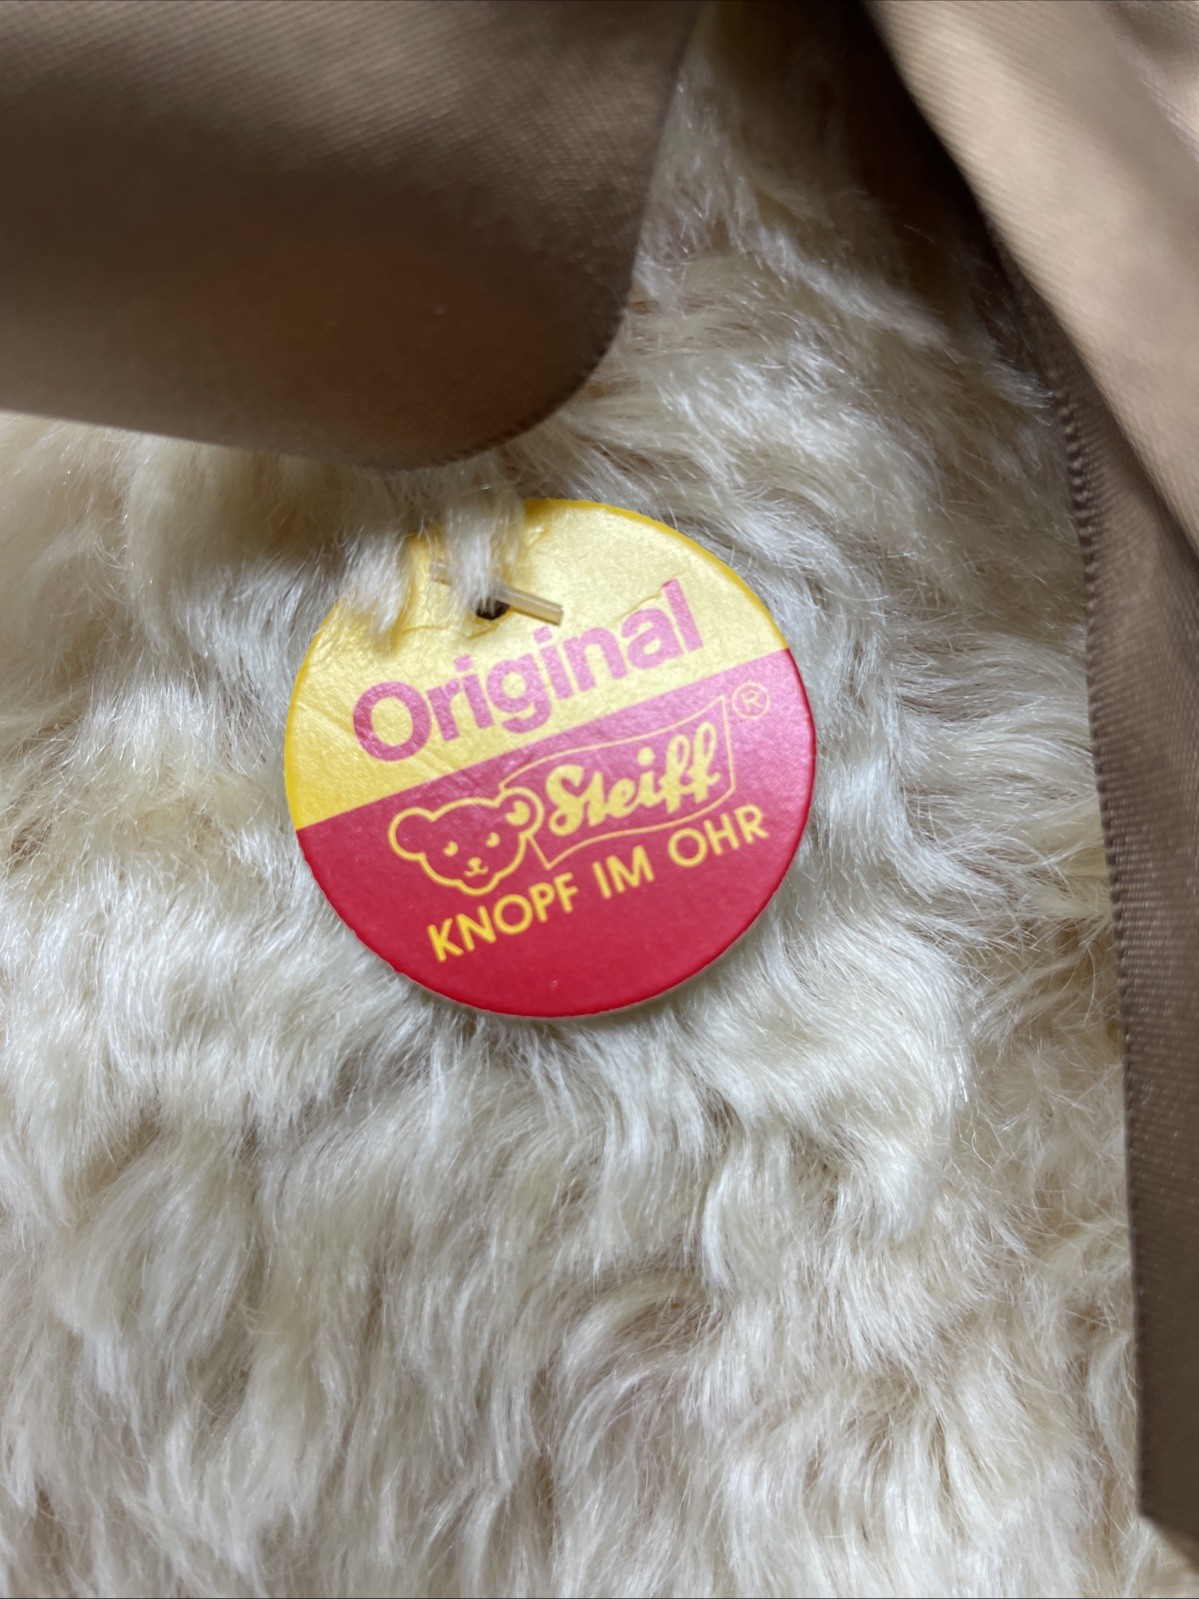 Original
Steiff ®
KNOPF IM OHR